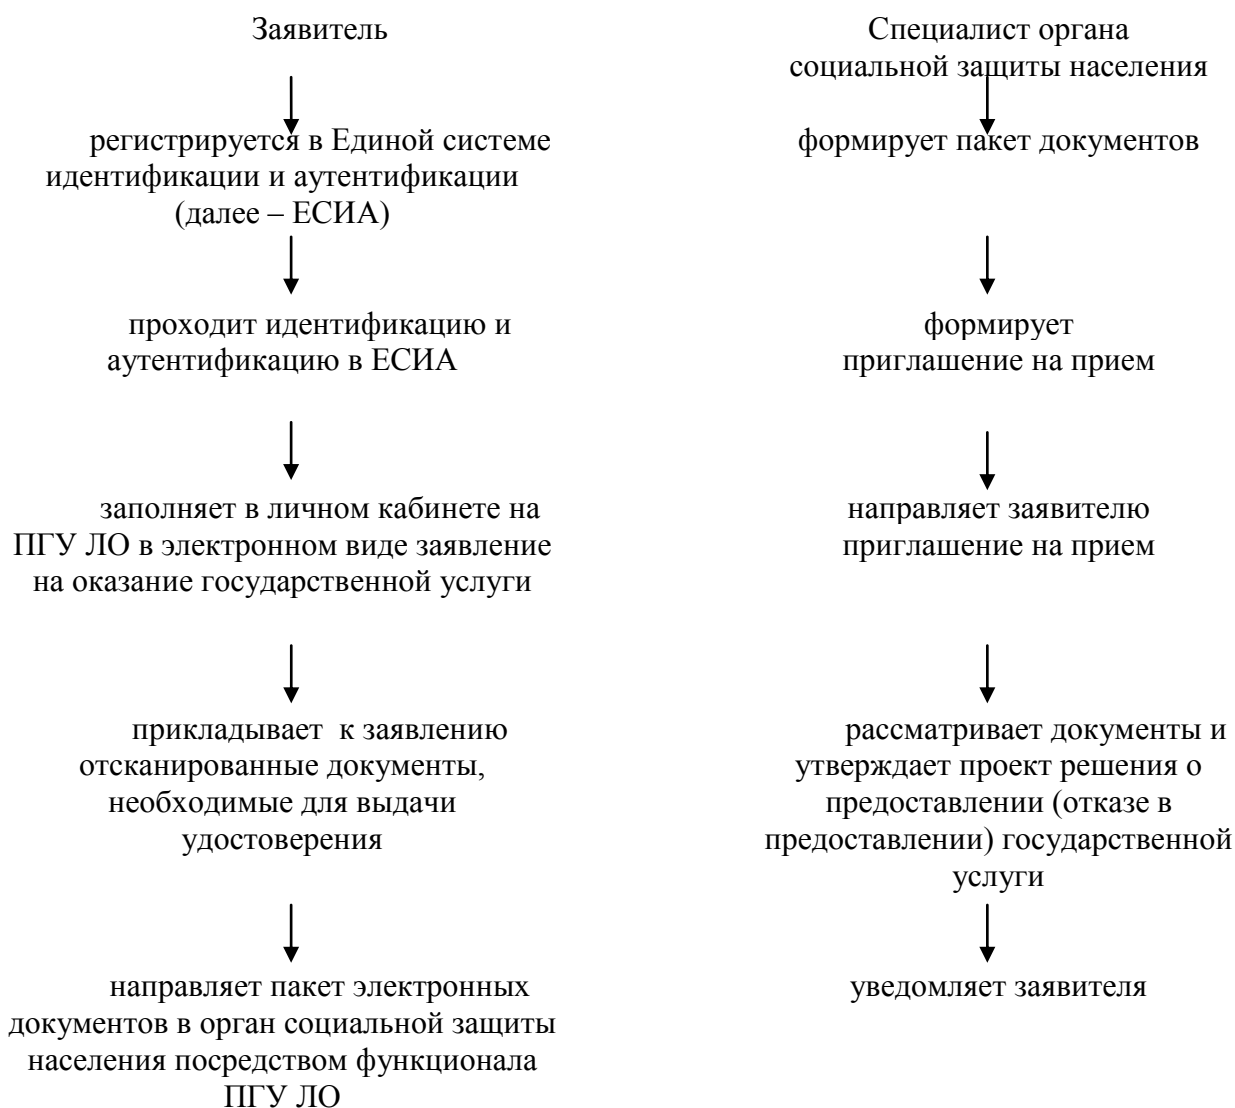 Заявитель
регистрируется в Единой системе
идентификации и аутентификации
(далее – ЕСИА)
проходит идентификацию и
аутентификацию в ЕСИА
заполняет в личном кабинете на
ПГУ ЛО в электронном виде заявление
на оказание государственной услуги
прикладывает к заявлению
отсканированные документы,
необходимые для выдачи
удостоверения
направляет пакет электронных
документов в орган социальной защиты
населения посредством функционала
ПГУ ЛО
Специалист органа
социальной защиты населения
формирует пакет документов
формирует
приглашение на прием
направляет заявителю
приглашение на прием
рассматривает документы и
утверждает проект решения о
предоставлении (отказе в
предоставлении) государственной
услуги
уведомляет заявителя